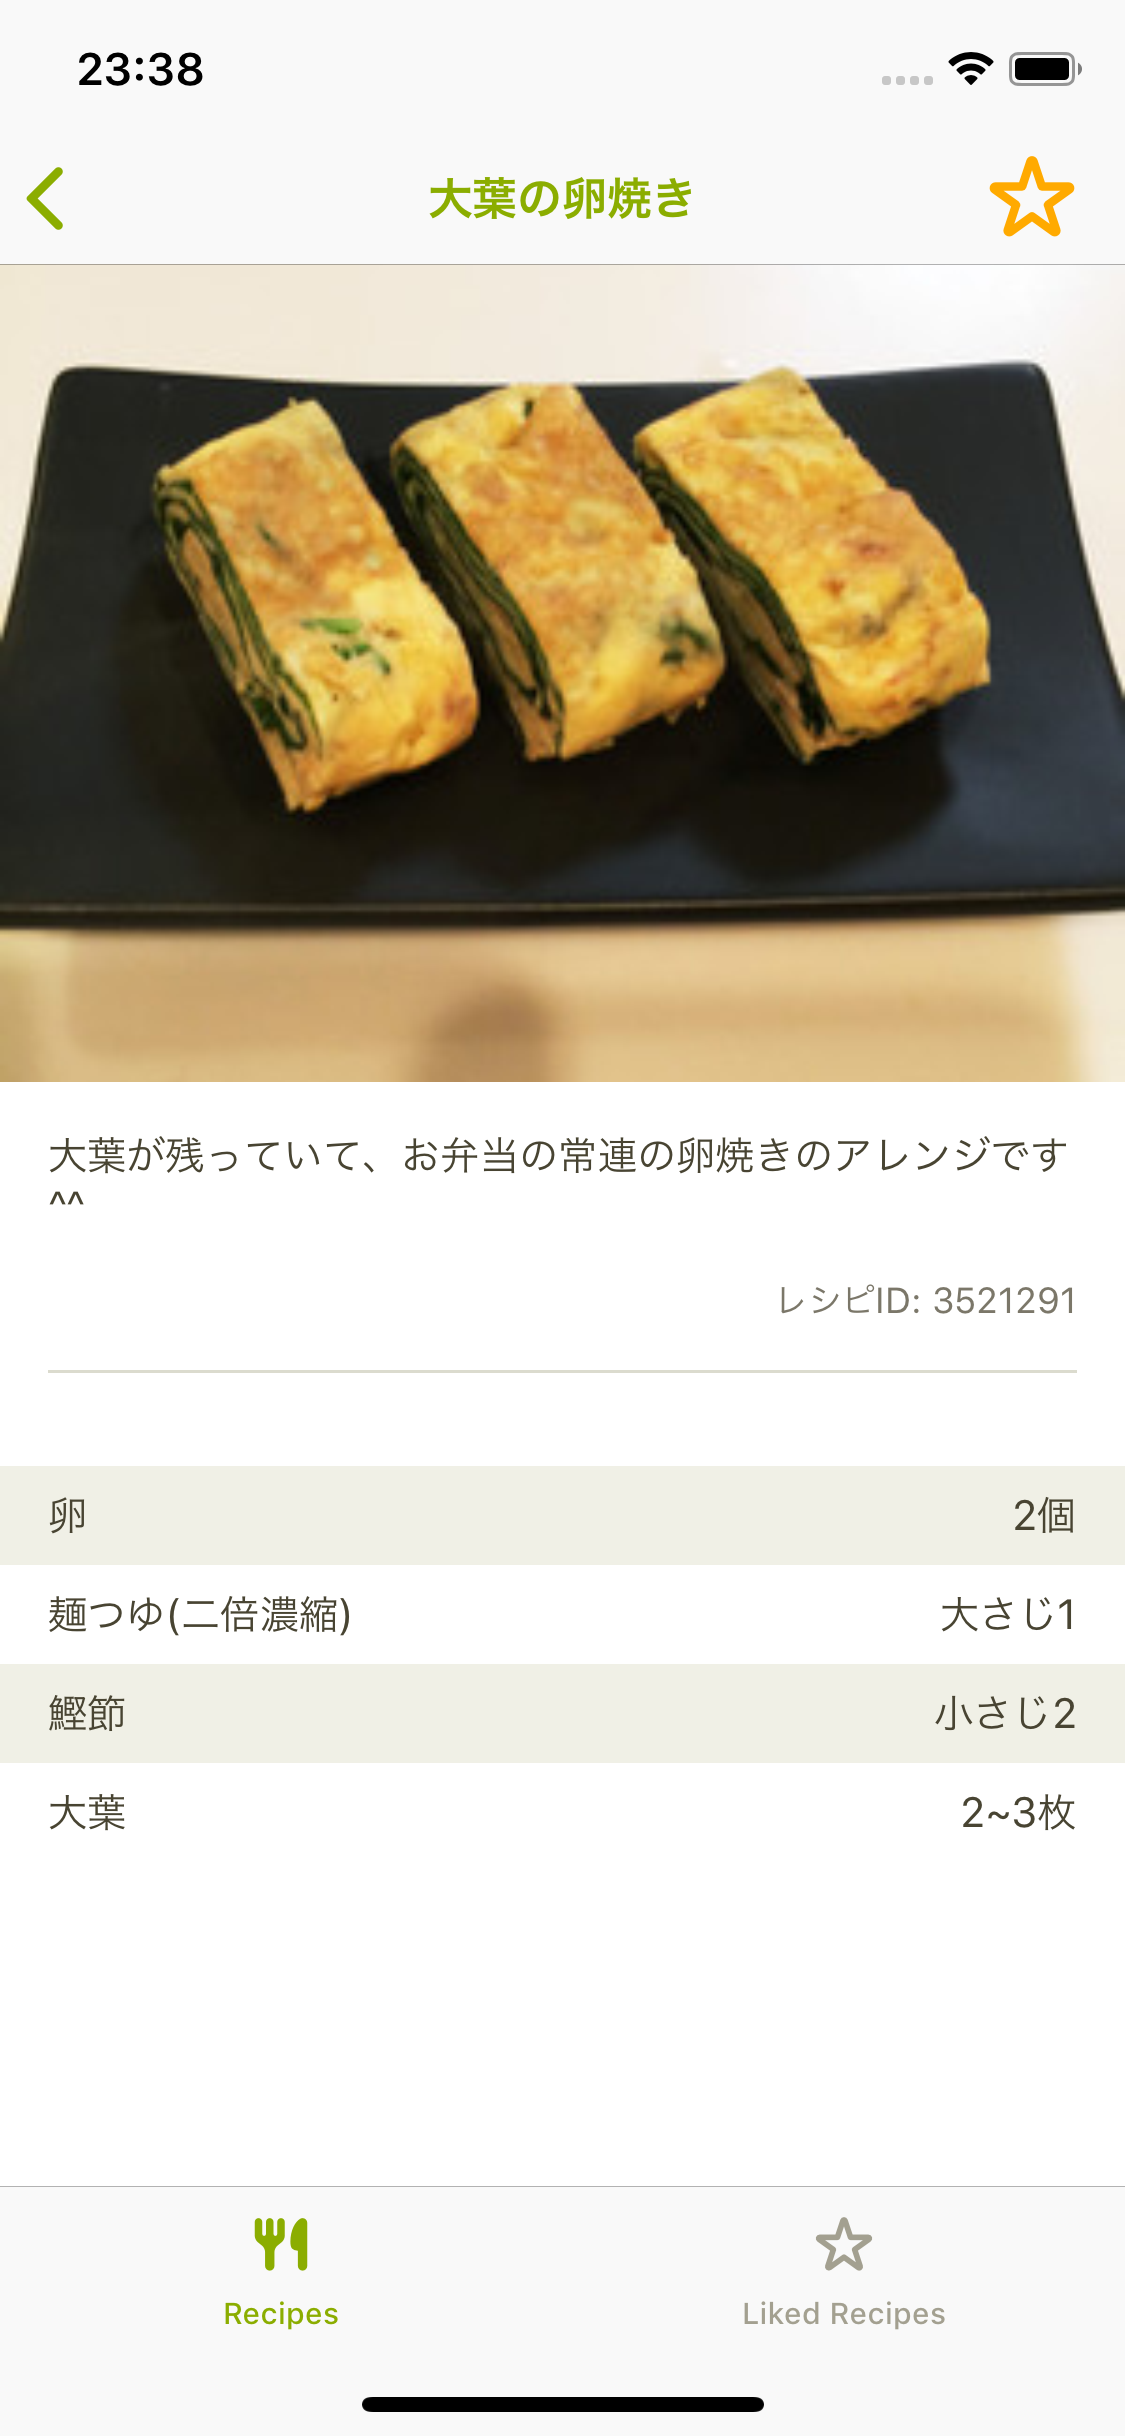 23:38
大葉の卵焼き
大葉が残っていて、お弁当の常連の卵焼きのアレンジです
^^
レシピID: 3521291
卵 2個
麺つゆ(二倍濃縮) 大さじ1
鰹節 小さじ2
大葉 2~3枚
Recipes Liked Recipes